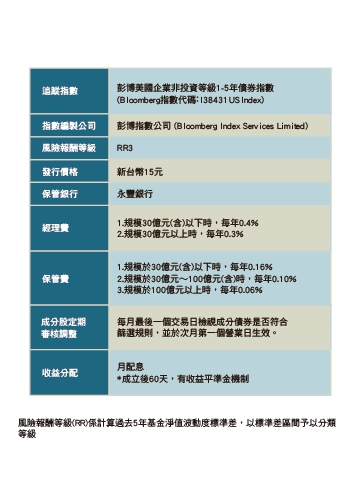 追蹤指數
彭博美國企業非投資等級1-5年債券指數
(Bloomberg指數代碼: I38431 US Index)
指數編製公司
彭博指數公司 (Bloomberg Index Services Limited)
風險報酬等級
RR3
發行價格
新台幣15元
保管銀行
永豐銀行
經理費
1.規模30億元(含)以下時，每年0.4%
2.規模30億元以上時，每年0.3%
保管費
1.規模於30億元(含)以下時，每年0.16%
2.規模於30億元～100億元(含)時，每年0.10%
3.規模於100億元以上時，每年0.06%
成分股定期
審核調整
每月最後一個交易日檢視成分債券是否符合
篩選規則，並於次月第一個營業日生效。
收益分配
月配息
*成立後60天，有收益平準金機制
風險報酬等級(RR)係計算過去5年基金淨值波動度標準差，以標準差區間予以分類
等級